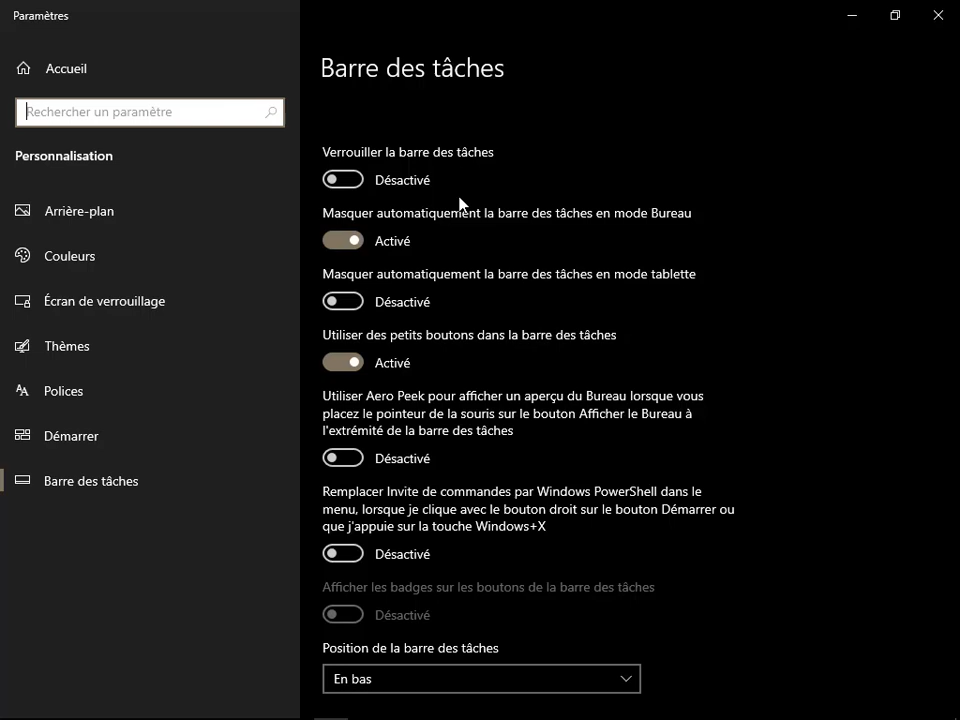 Paramètres
Accueil
Rechercher un paramètre
Personnalisation
Arrière-plan
Couleurs
Écran de verrouillage
Thèmes
Polices
Démarrer
Barre des tâches
Barre des tâches
Verrouiller la barre des tâches
Désactivé
Masquer automatiquement la barre des tâches en mode Bureau
Activé
Masquer automatiquement la barre des tâches en mode tablette
Désactivé
Utiliser des petits boutons dans la barre des tâches
Activé
Utiliser Aero Peek pour afficher un aperçu du Bureau lorsque vous
placez le pointeur de la souris sur le bouton Afficher le Bureau à
l'extrémité de la barre des tâches
Désactivé
Remplacer Invite de commandes par Windows PowerShell dans le
menu, lorsque je clique avec le bouton droit sur le bouton Démarrer ou
que j'appuie sur la touche Windows+X
Désactivé
Afficher les badges sur les boutons de la barre des tâches
Désactivé
Position de la barre des tâches
En bas